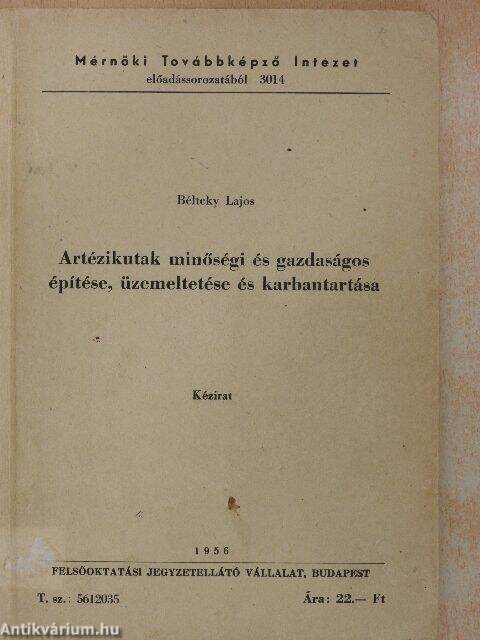 Mérnöki Továbbképző Intézet
előadássorozatából 3014
Bélteky Lajos
Artézikutak minőségi és gazdaságos
építése, üzemeltetése és karbantartása
Kézirat
1956
FELSŐOKTATÁSI JEGYZETELLÁTÓ VÁLLALAT, BUDAPEST
T. sz.: 5612035 Ára: 22.— Ft
Antikvárium.hu